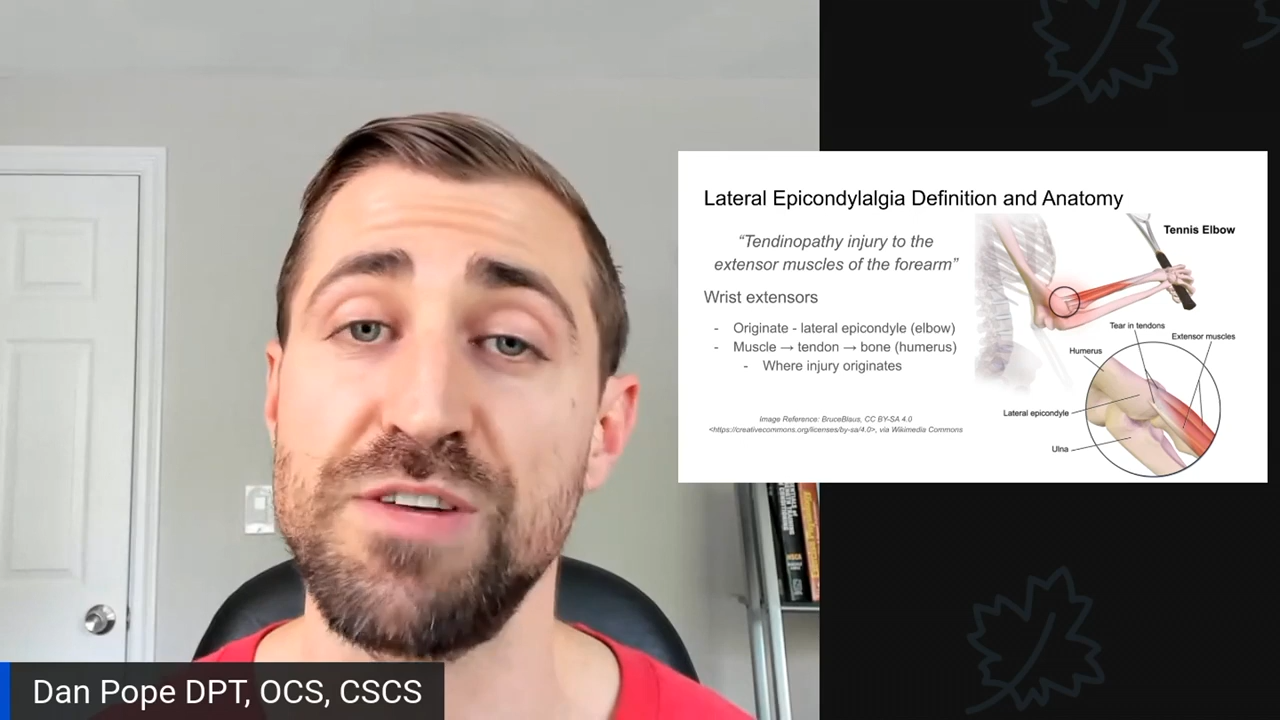 Lateral Epicondylalgia Definition and Anatomy
“Tendinopathy injury to the
extensor muscles of the forearm”
Wrist extensors
- Originate - lateral epicondyle (elbow)
- Muscle → tendon → bone (humerus)
- Where injury originates
Image Reference: BruceBlaus, CC BY-SA 4.0
<https://creativecommons.org/licenses/by-sa/4.0>, via Wikimedia Commons
Tennis Elbow
Tear in tendons
Extensor muscles
Humerus
Lateral epicondyle
Ulna
NSCA
Dan Pope DPT, OCS, CSCS